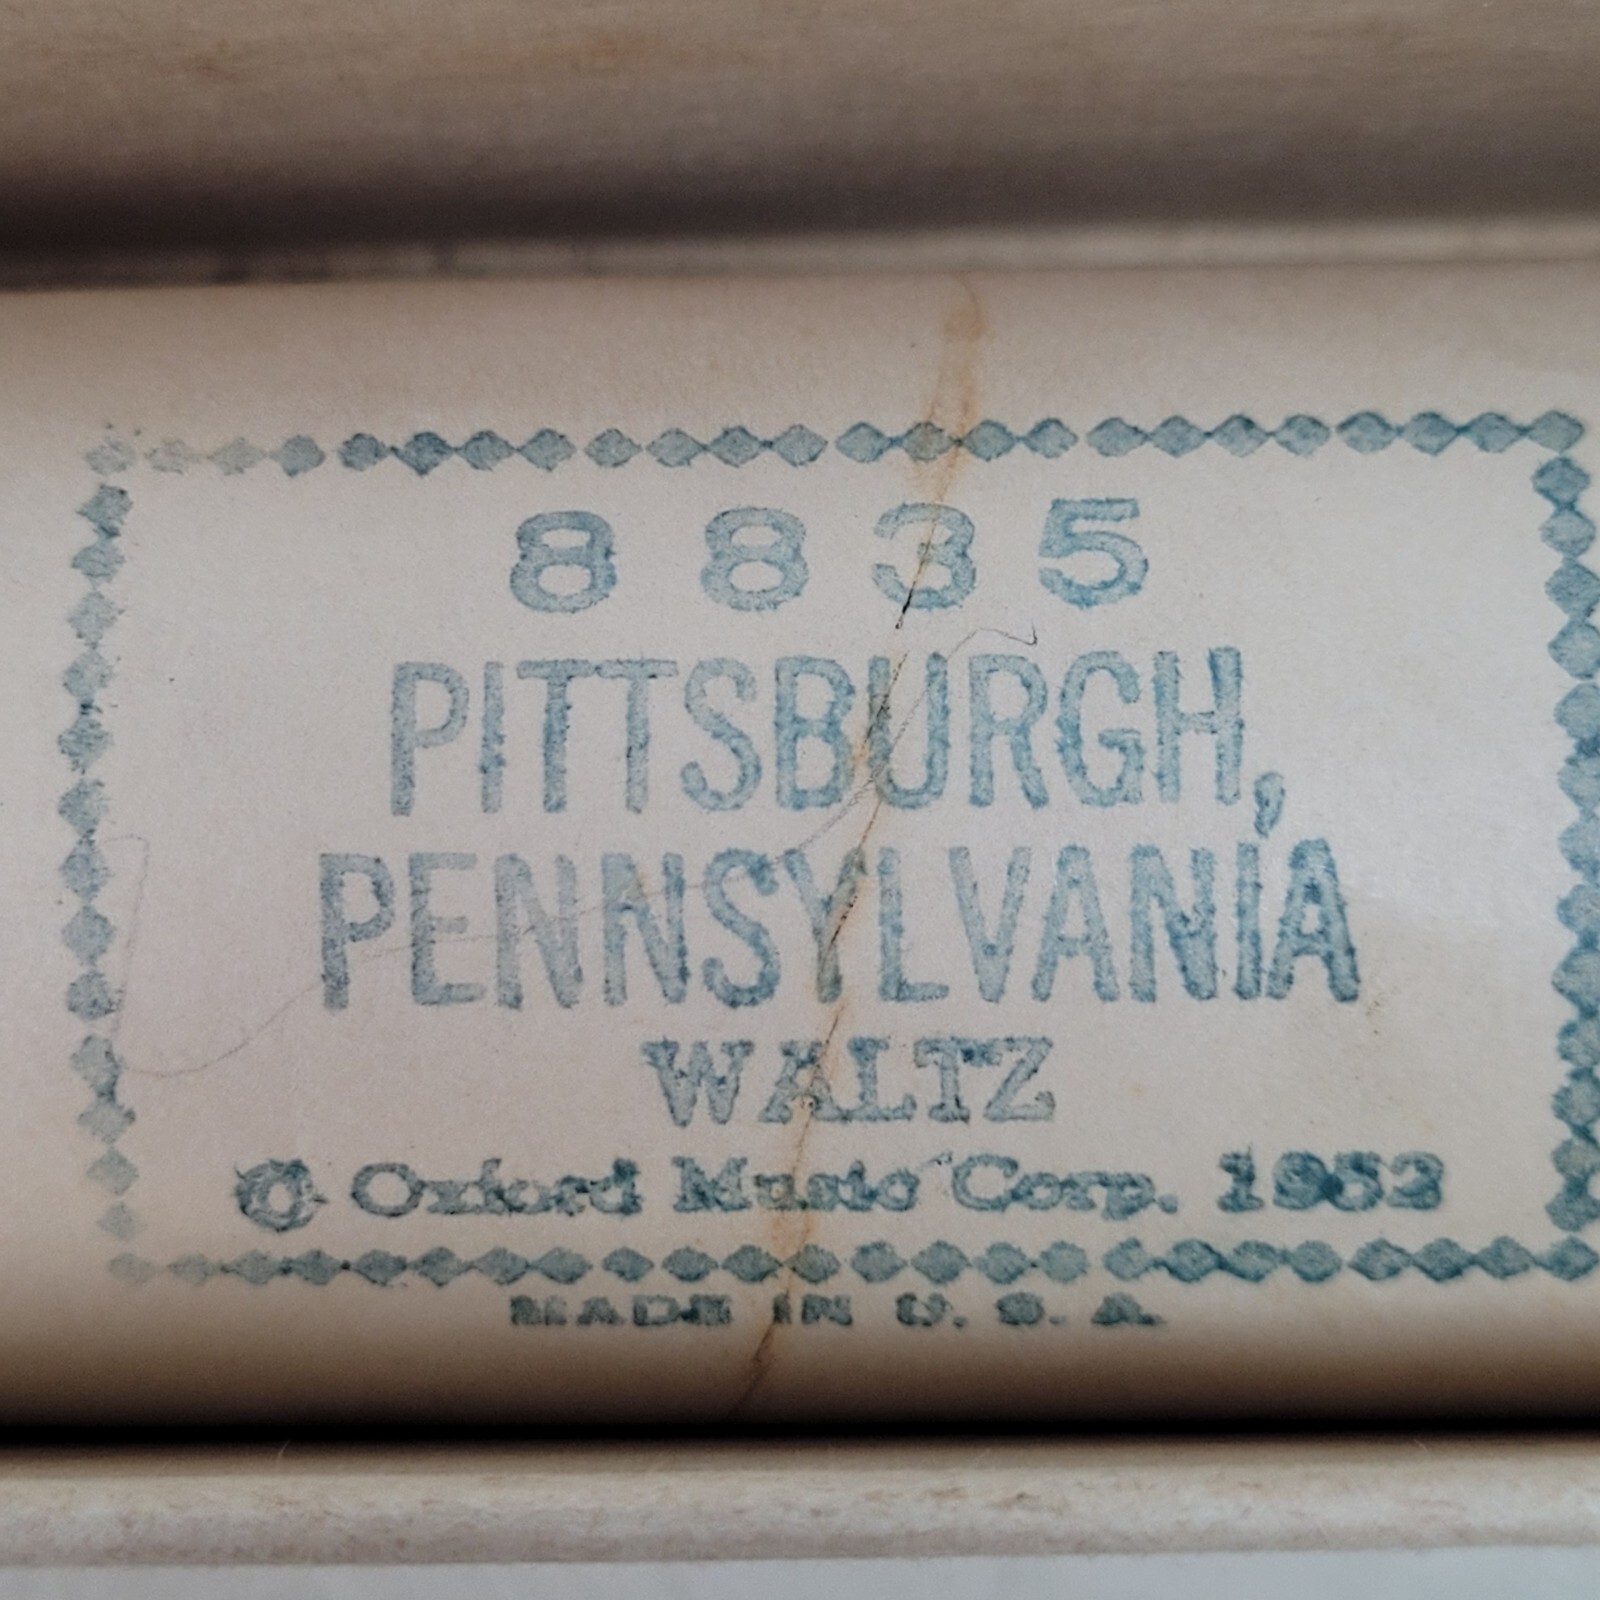 8835
PITTSBURGH,
PENNSYLVANIA
WALTZ
© Oxford Music Corp. 1952
MADE IN U. S. A.